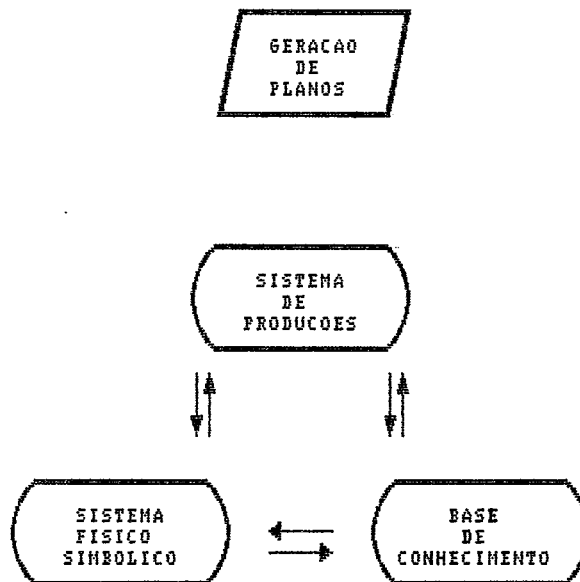 GERACAO
DE
PLANOS
SISTEMA
DE
PRODUCOES
SISTEMA
FISICO
SIMBOLICO
BASE
DE
CONHECIMENTO